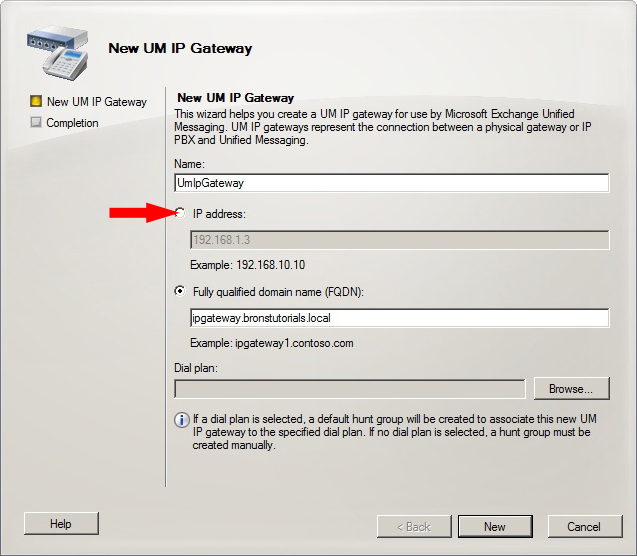 New UM IP Gateway
New UM IP Gateway
Completion
New UM IP Gateway
This wizard helps you create a UM IP gateway for use by Microsoft Exchange Unified
Messaging. UM IP gateways represent the connection between a physical gateway or IP
PBX and Unified Messaging.
Name:
UmIpGateway
IP address:
192.168.1.3
Example: 192.168.10.10
Fully qualified domain name (FQDN):
ipgateway.bronstutorials.local
Example: ipgateway1.contoso.com
Dial plan:
Browse...
If a dial plan is selected, a default hunt group will be created to associate this new UM
IP gateway to the specified dial plan. If no dial plan is selected, a hunt group must be
created manually.
Help
< Back
New
Cancel